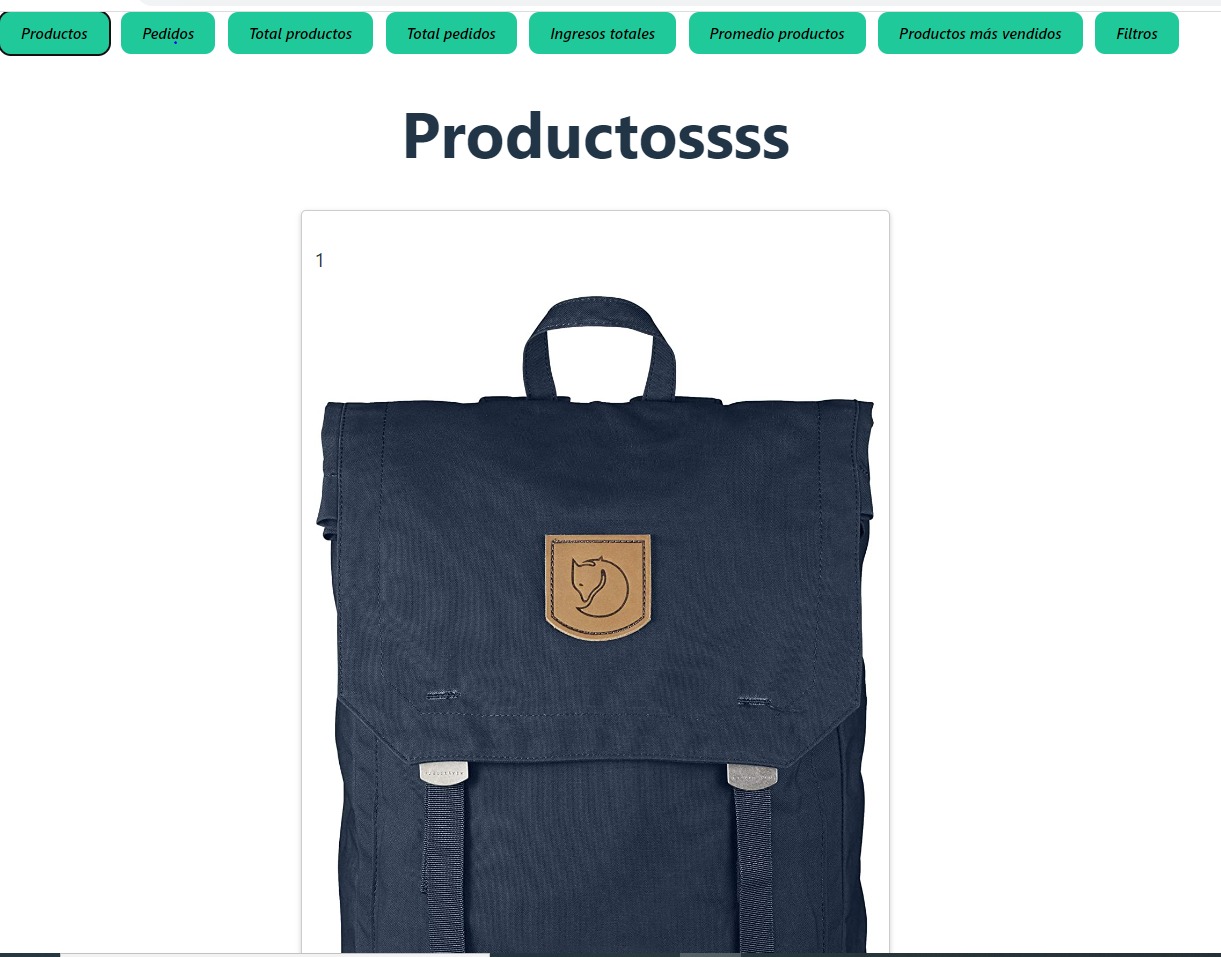 Productos
Pedidos
Total productos
Total pedidos
Ingresos totales
Promedio productos
Productos más vendidos
Filtros
Productossss
1